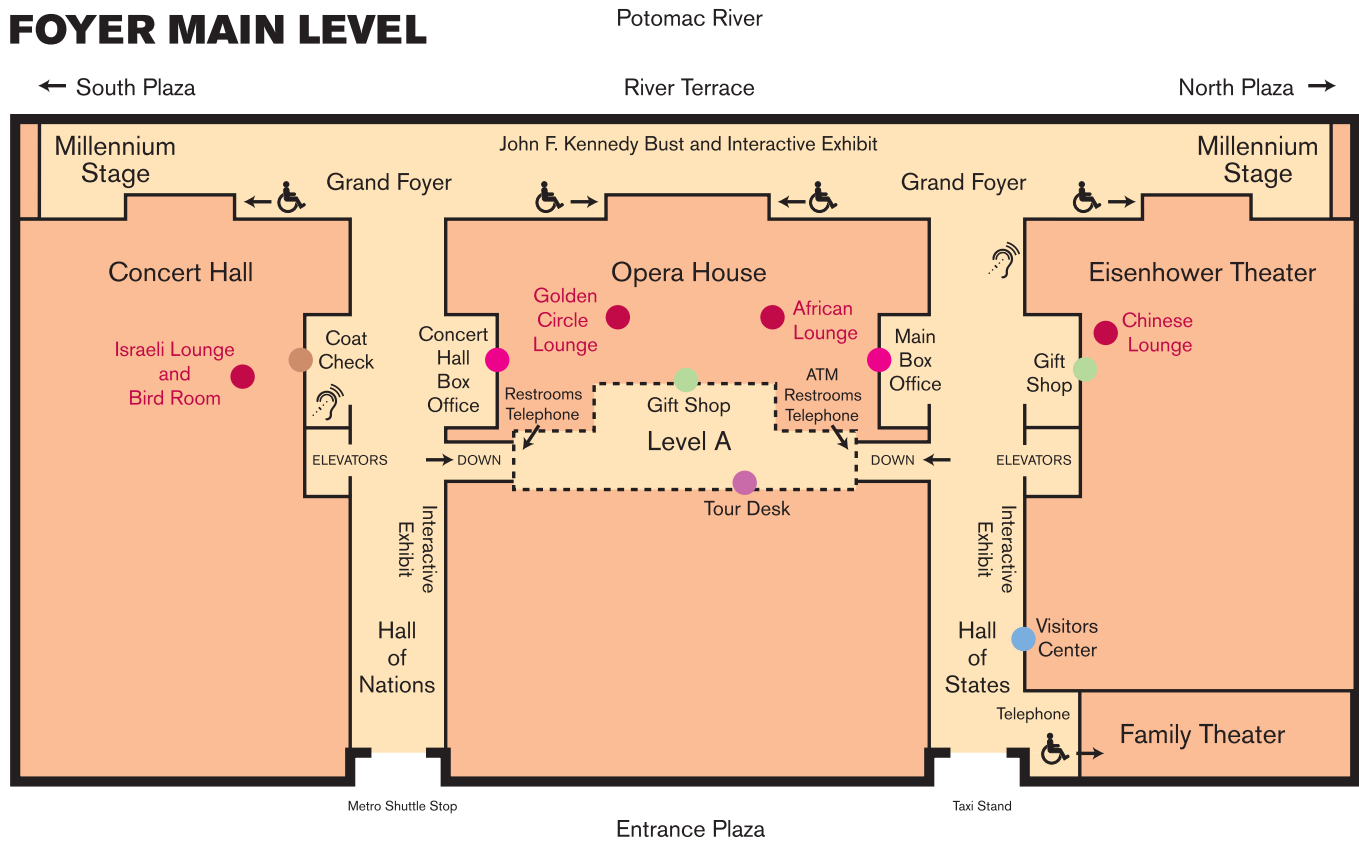 FOYER MAIN LEVEL
Potomac River
South Plaza
River Terrace
North Plaza
Millennium
Stage
John F. Kennedy Bust and Interactive Exhibit
Millennium
Stage
Grand Foyer
Grand Foyer
Concert Hall
Opera House
Eisenhower Theater
Israeli Lounge
and
Bird Room
Coat
Check
Concert
Hall
Box
Office
Golden
Circle
Lounge
African
Lounge
Main
Box
Office
Gift
Shop
Chinese
Lounge
Restrooms
Telephone
Gift Shop
ATM
Restrooms
Telephone
Level A
ELEVATORS
DOWN
DOWN
ELEVATORS
Tour Desk
Interactive
Exhibit
Interactive
Exhibit
Hall
of
Nations
Hall
of
States
Visitors
Center
Telephone
Family Theater
Metro Shuttle Stop
Taxi Stand
Entrance Plaza